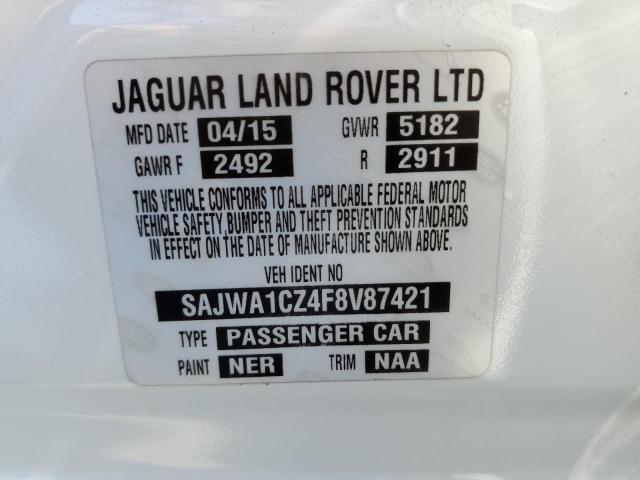 JAGUAR LAND ROVER LTD
MFD DATE 04/15 GVWR 5182
GAWR F 2492 R 2911
THIS VEHICLE CONFORMS TO ALL APPLICABLE FEDERAL MOTOR
VEHICLE SAFETY, BUMPER AND THEFT PREVENTION STANDARDS
IN EFFECT ON THE DATE OF MANUFACTURE SHOWN ABOVE.
VEH IDENT NO
SAJWA1CZ4F8V87421
TYPE PASSENGER CAR
PAINT NER TRIM NAA